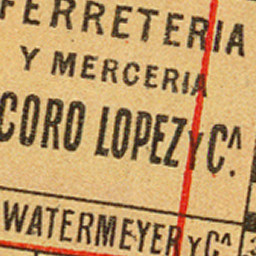 FERRETERIA
Y MERCERIA
CORO LOPEZ Y Cª.
WATERMEYER Y Cª